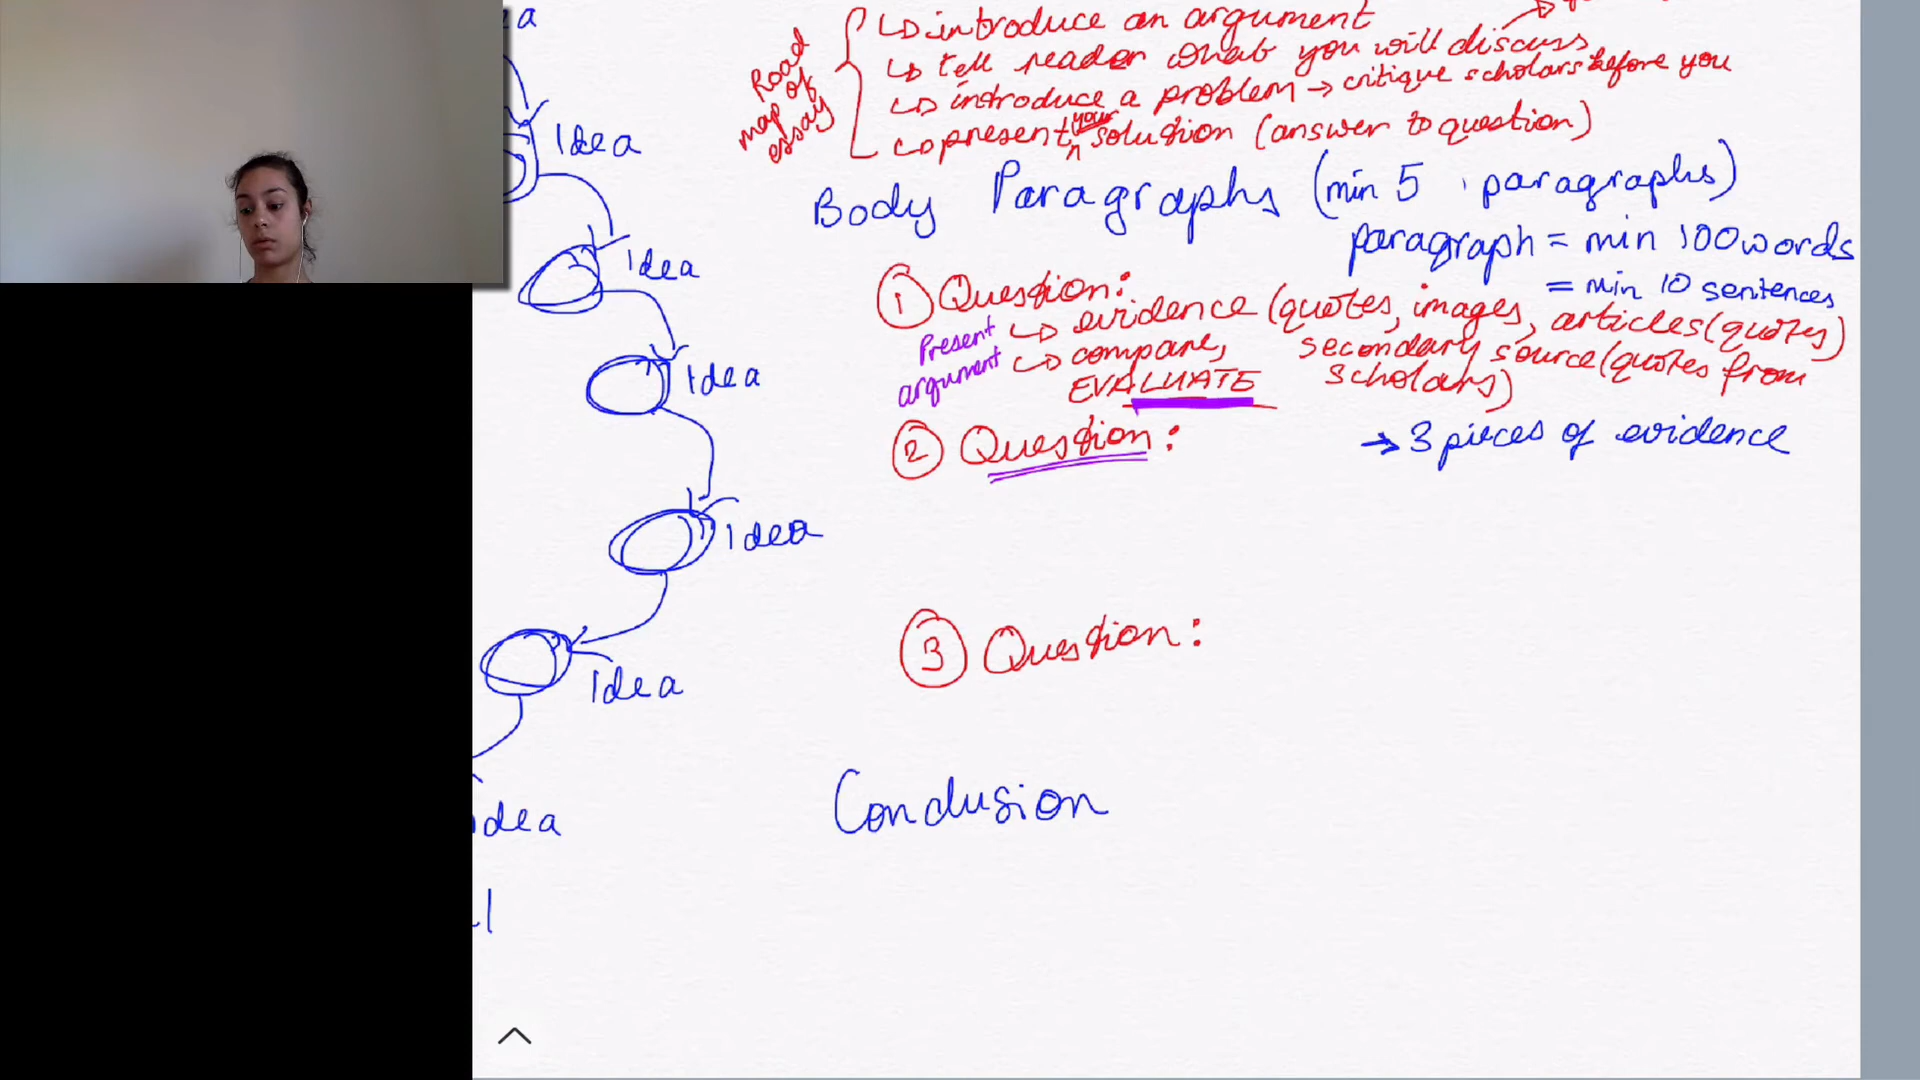 a
introduce an argument
tell reader what you will discuss
introduce a problem → critique scholars before you
present your solution (answer to question)
Road
map of
essay
Idea
Body Paragraphs (min 5 paragraphs)
paragraph = min 100 words
= min 10 sentences
Idea
① Question:
evidence (quotes, images, articles (quotes)
secondary source (quotes from
scholars)
Present
argument
compare,
EVALUATE
Idea
② Question:
→ 3 pieces of evidence
Idea
③ Question:
Idea
Conclusion
idea